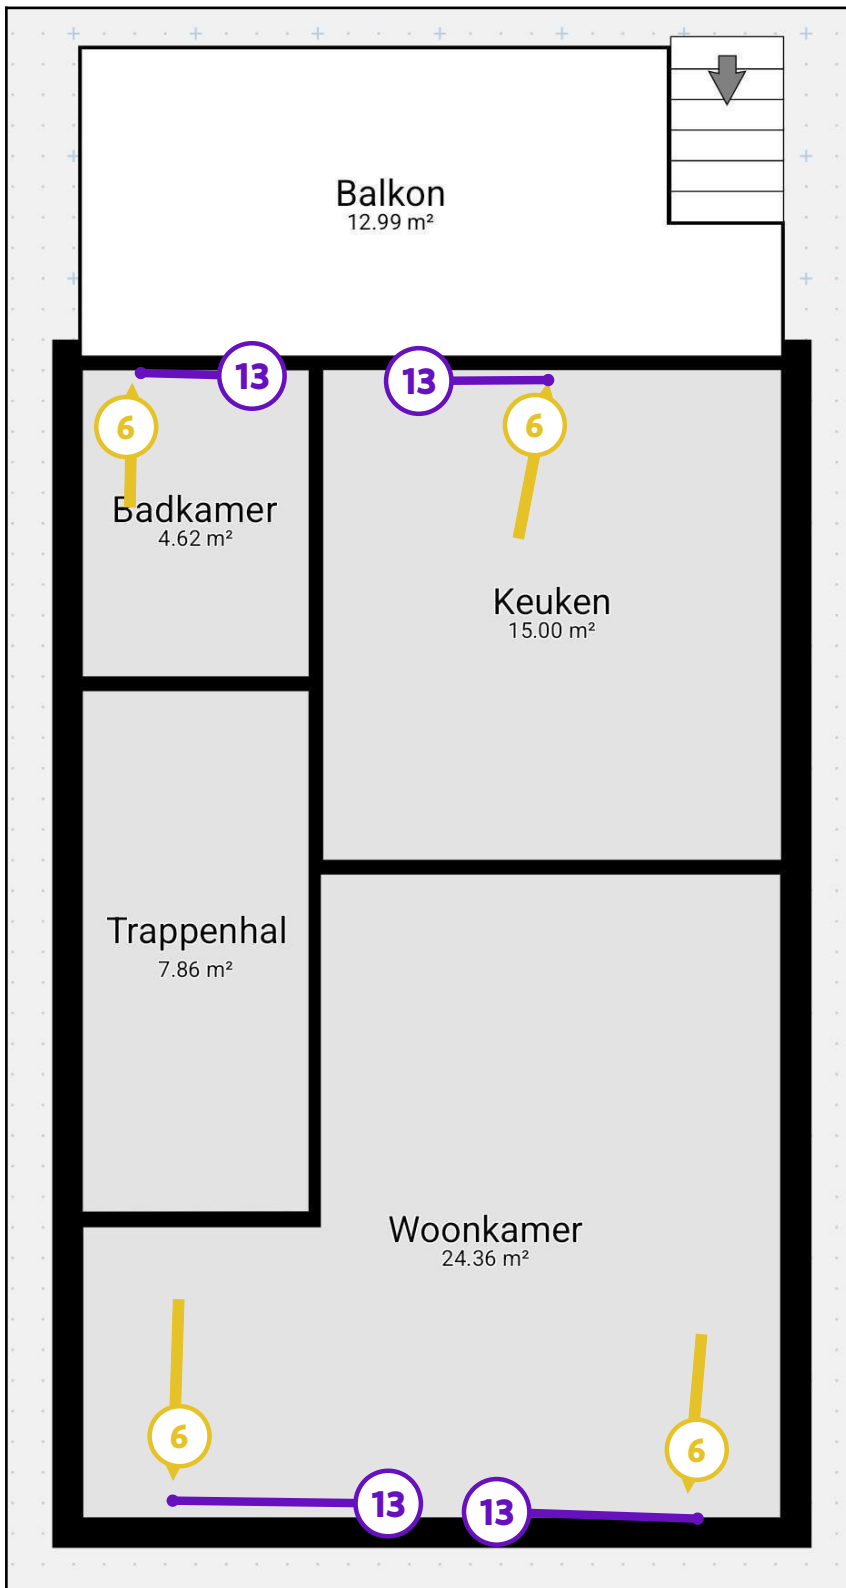 Balkon
12.99 m²
13
13
6
6
Badkamer
4.62 m²
Keuken
15.00 m²
Trappenhal
7.86 m²
Woonkamer
24.36 m²
6
6
13
13